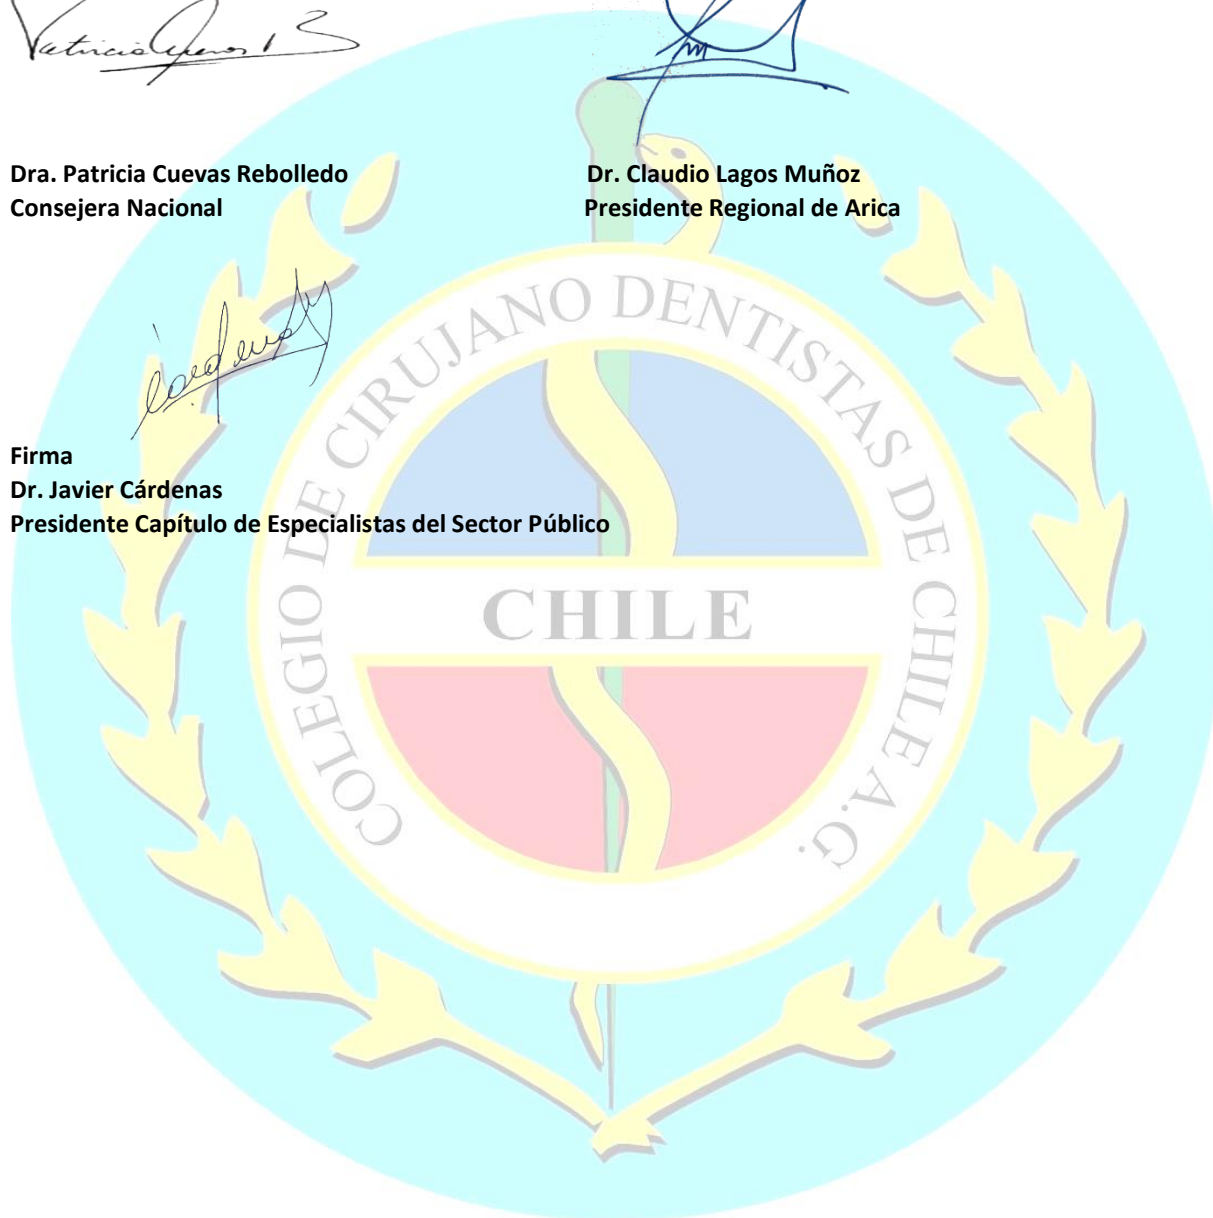 Dra. Patricia Cuevas Rebolledo Dr. Claudio Lagos Muñoz
Consejera Nacional Presidente Regional de Arica
Firma
Dr. Javier Cárdenas
Presidente Capítulo de Especialistas del Sector Público
COLEGIO DE CIRUJANO DENTISTAS DE CHILE A.G.
CHILE